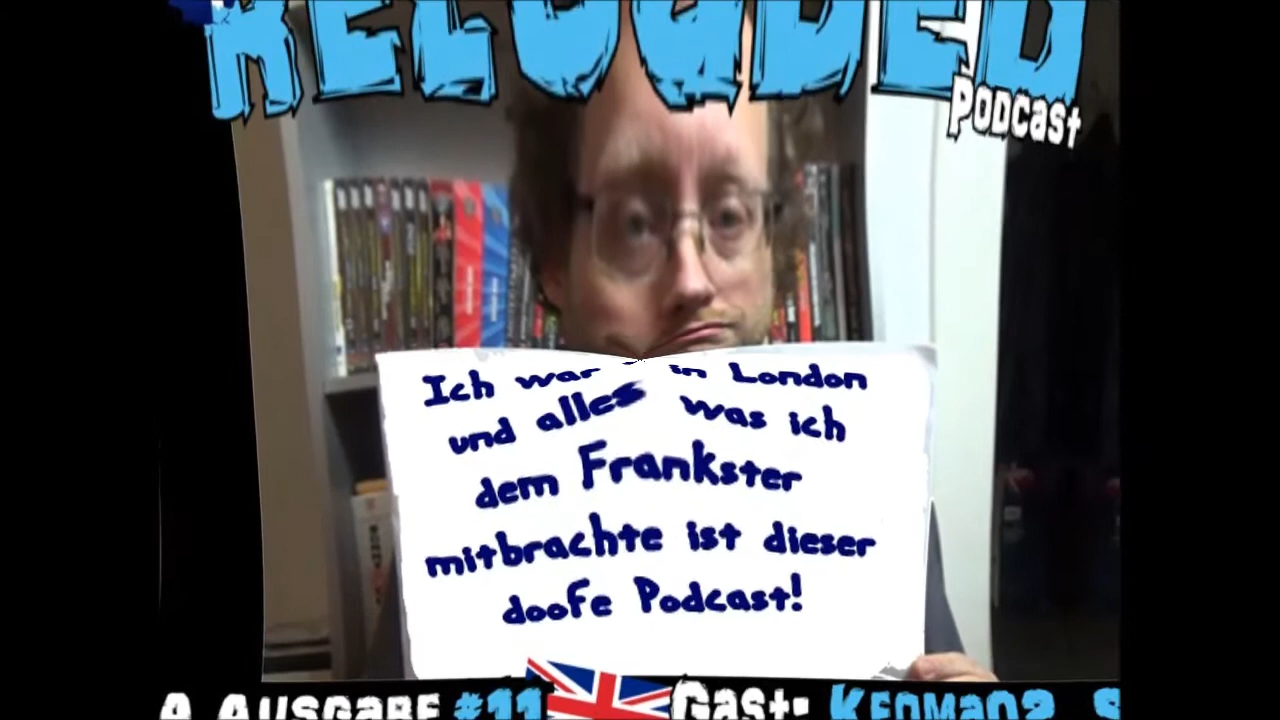 RELOADED
Podcast
Ich war in London
und alles was ich
dem Frankster
mitbrachte ist dieser
doofe Podcast!
A AUSGABE #11 Gast: